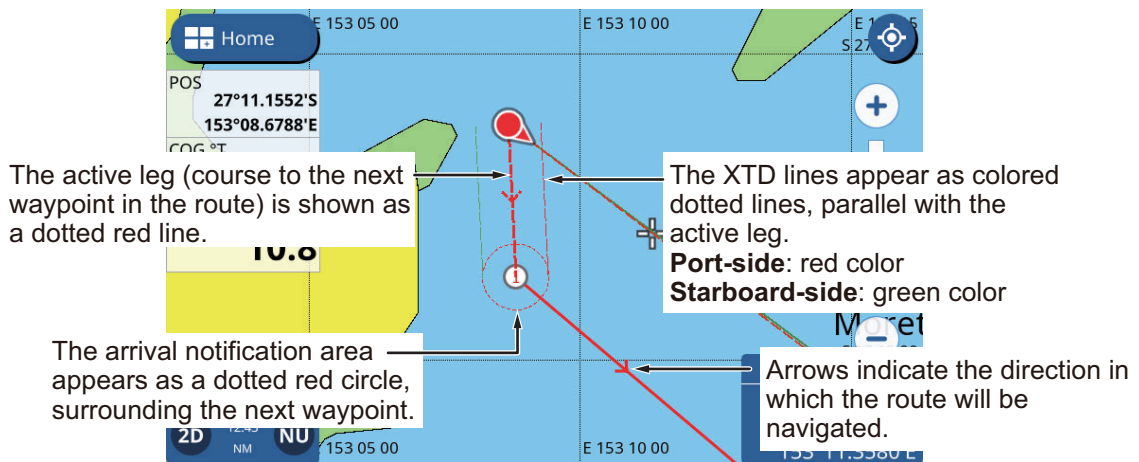 E 153 05 00
E 153 10 00
Home
POS
27°11.1552'S
153°08.6788'E
COG °T
The active leg (course to the next
waypoint in the route) is shown as
a dotted red line.
10.8
The XTD lines appear as colored
dotted lines, parallel with the
active leg.
Port-side: red color
Starboard-side: green color
1
Moret
The arrival notification area
appears as a dotted red circle,
surrounding the next waypoint.
Arrows indicate the direction in
which the route will be
navigated.
2D
NM
NU
153 05 00
E 153 10 00